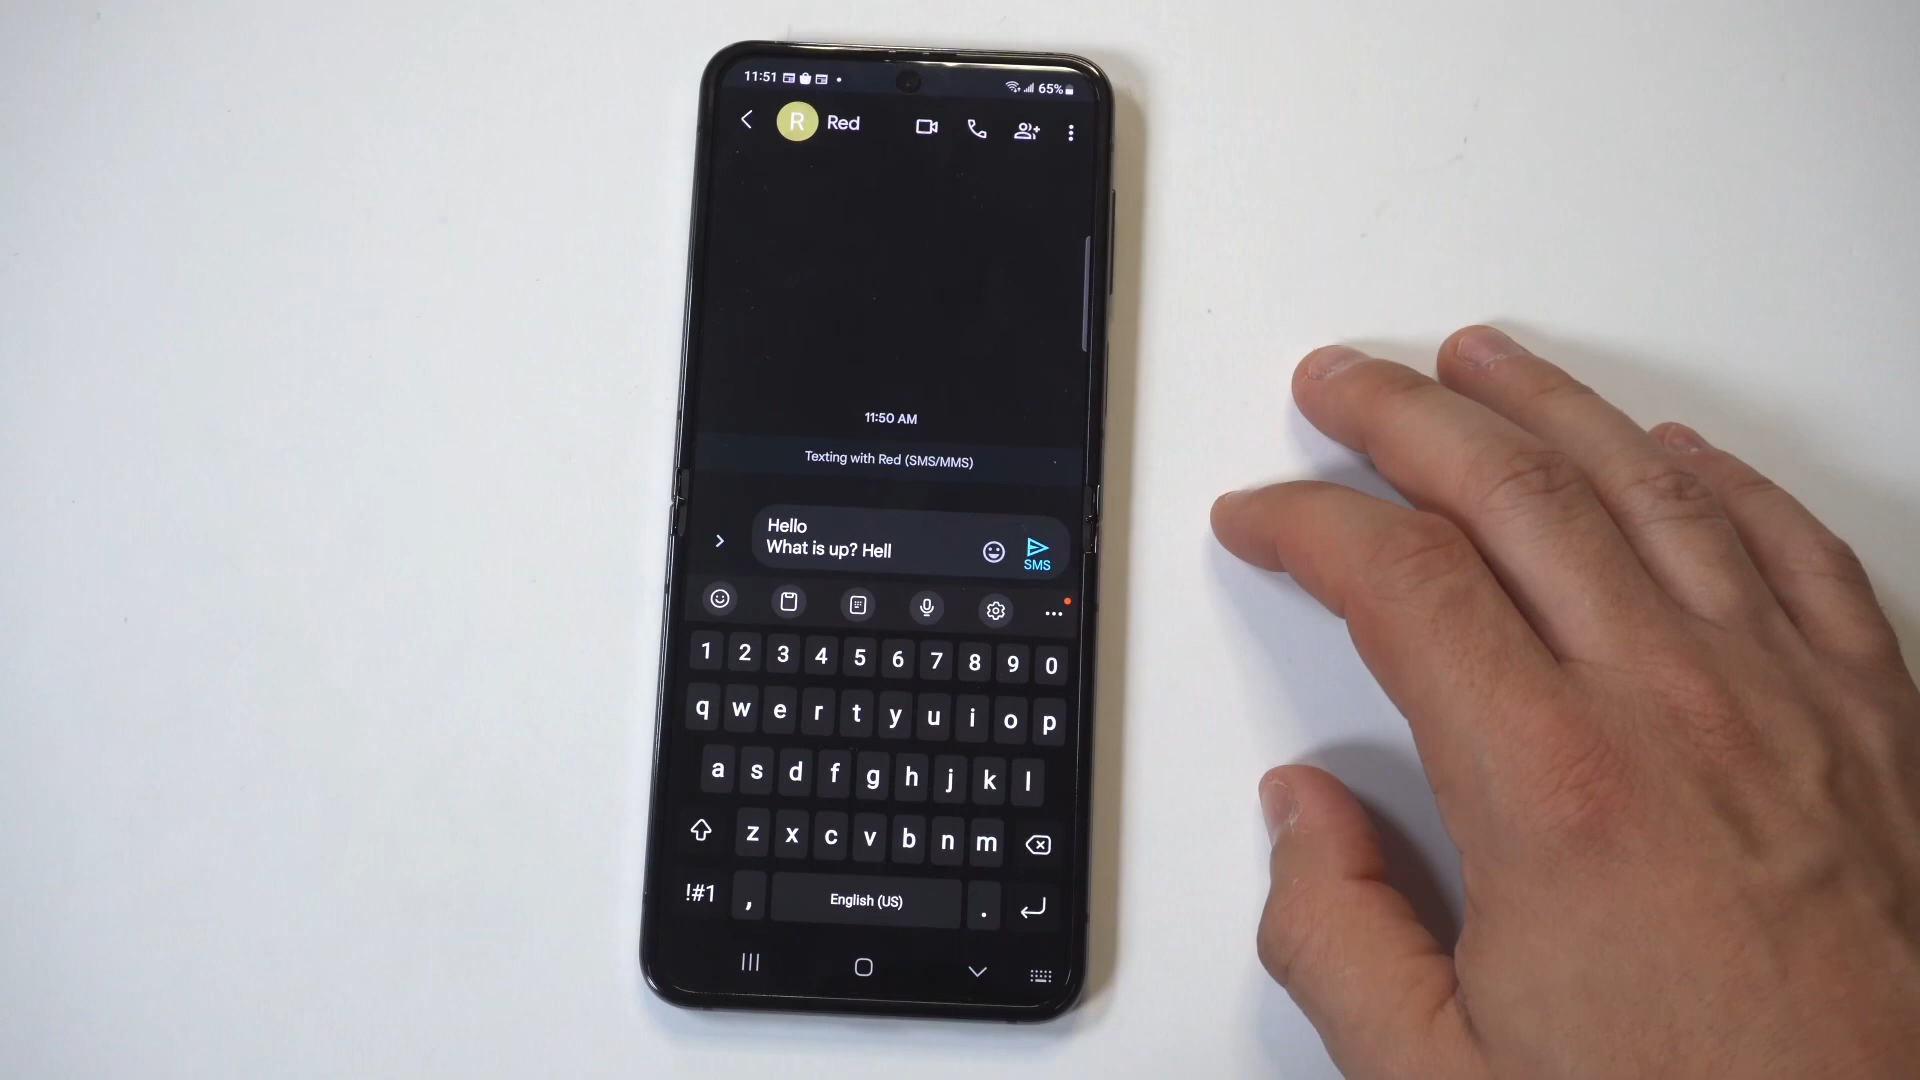 11:51
65%
R Red
11:50 AM
Texting with Red (SMS/MMS)
Hello
What is up? Hell
SMS
1 2 3 4 5 6 7 8 9 0
q w e r t y u i o p
a s d f g h j k l
z x c v b n m
!#1 , English (US) .